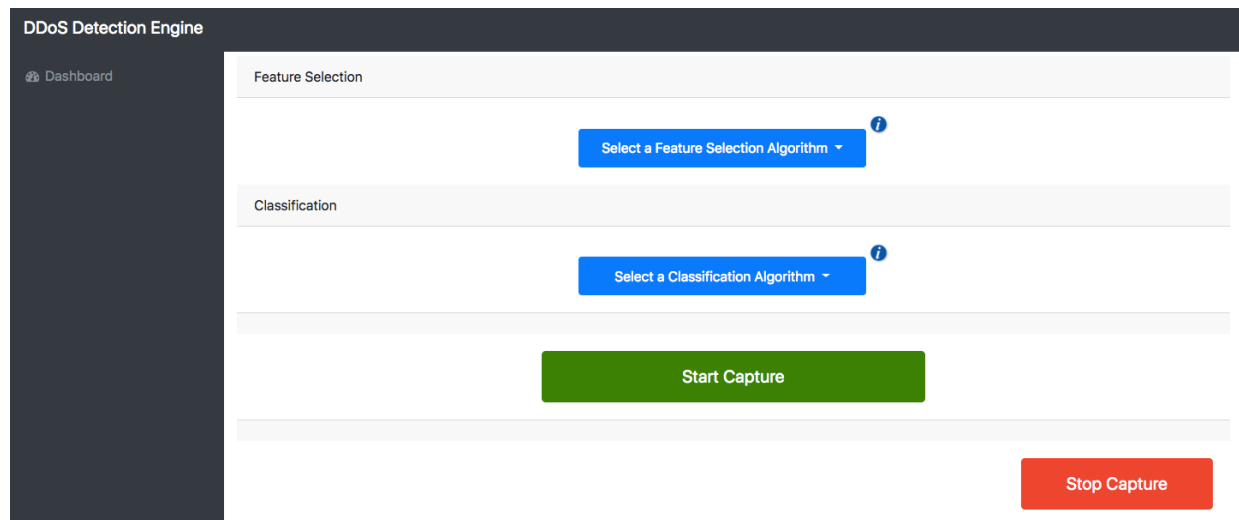 DDoS Detection Engine
Dashboard
Feature Selection
i
Select a Feature Selection Algorithm
Classification
i
Select a Classification Algorithm
Start Capture
Stop Capture